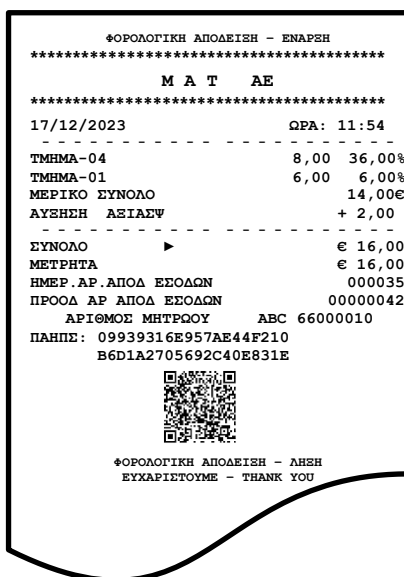 ΦΟΡΟΛΟΓΙΚΗ ΑΠΟΔΕΙΞΗ – ΕΝΑΡΞΗ
******************************************
Μ Α Τ ΑΕ
******************************************
17/12/2023 ΩΡΑ: 11:54
- - - - - - - - - - - - - - - - - - - - -
ΤΜΗΜΑ-04 8,00 36,00%
ΤΜΗΜΑ-01 6,00 6,00%
ΜΕΡΙΚΟ ΣΥΝΟΛΟ 14,00€
ΑΥΞΗΣΗ ΑΞΙΑΣΨ + 2,00
- - - - - - - - - - - - - - - - - - - - -
ΣΥΝΟΛΟ ► € 16,00
ΜΕΤΡΗΤΑ € 16,00
ΗΜΕΡ.ΑΡ.ΑΠΟΔ ΕΣΟΔΩΝ 000035
ΠΡΟΟΔ ΑΡ ΑΠΟΔ ΕΣΟΔΩΝ 00000042
ΑΡΙΘΜΟΣ ΜΗΤΡΩΟΥ ABC 66000010
ΠΑΗΠΣ: 09939316E957AE44F210
B6D1A2705692C40E831E
ΦΟΡΟΛΟΓΙΚΗ ΑΠΟΔΕΙΞΗ – ΛΗΞΗ
ΕΥΧΑΡΙΣΤΟΥΜΕ – THANK YOU